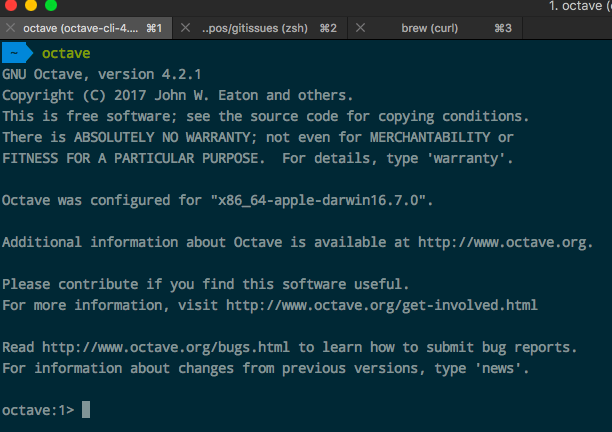 1. octave (
octave (octave-cli-4.... ⌘1
..pos/gitissues (zsh) ⌘2
brew (curl) ⌘3
~ octave
GNU Octave, version 4.2.1
Copyright (C) 2017 John W. Eaton and others.
This is free software; see the source code for copying conditions.
There is ABSOLUTELY NO WARRANTY; not even for MERCHANTABILITY or
FITNESS FOR A PARTICULAR PURPOSE.  For details, type 'warranty'.
Octave was configured for "x86_64-apple-darwin16.7.0".
Additional information about Octave is available at http://www.octave.org.
Please contribute if you find this software useful.
For more information, visit http://www.octave.org/get-involved.html
Read http://www.octave.org/bugs.html to learn how to submit bug reports.
For information about changes from previous versions, type 'news'.
octave:1>